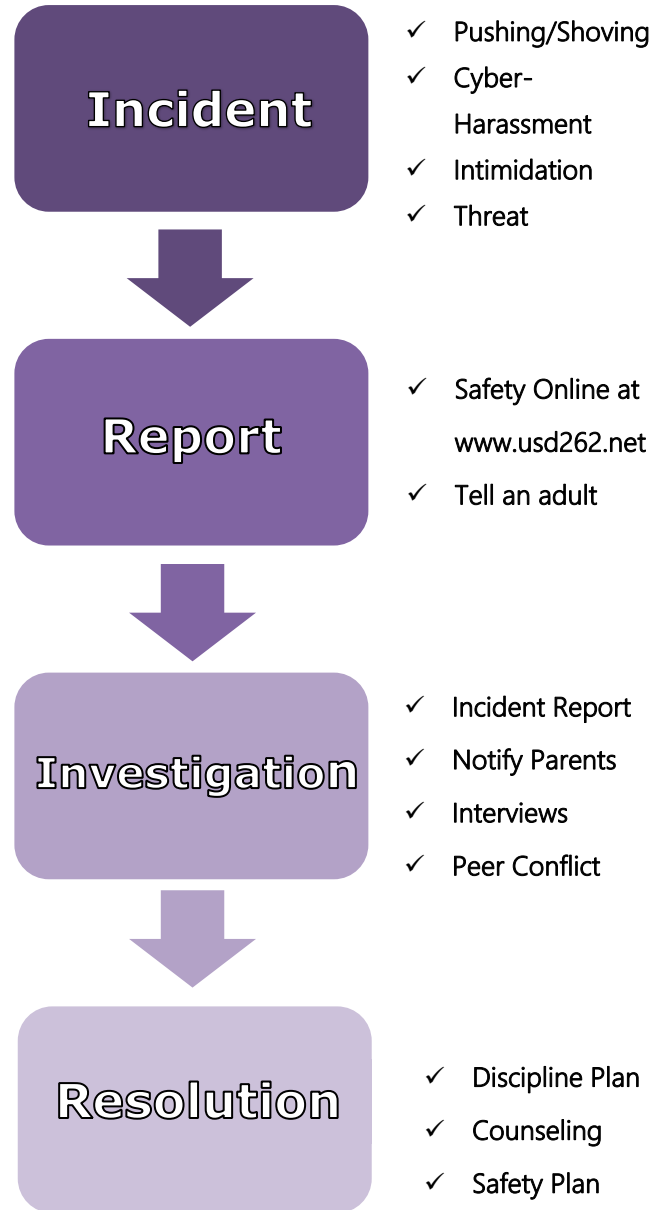 Incident
✓ Pushing/Shoving
✓ Cyber-
Harassment
✓ Intimidation
✓ Threat
Report
✓ Safety Online at
www.usd262.net
✓ Tell an adult
Investigation
✓ Incident Report
✓ Notify Parents
✓ Interviews
✓ Peer Conflict
Resolution
✓ Discipline Plan
✓ Counseling
✓ Safety Plan